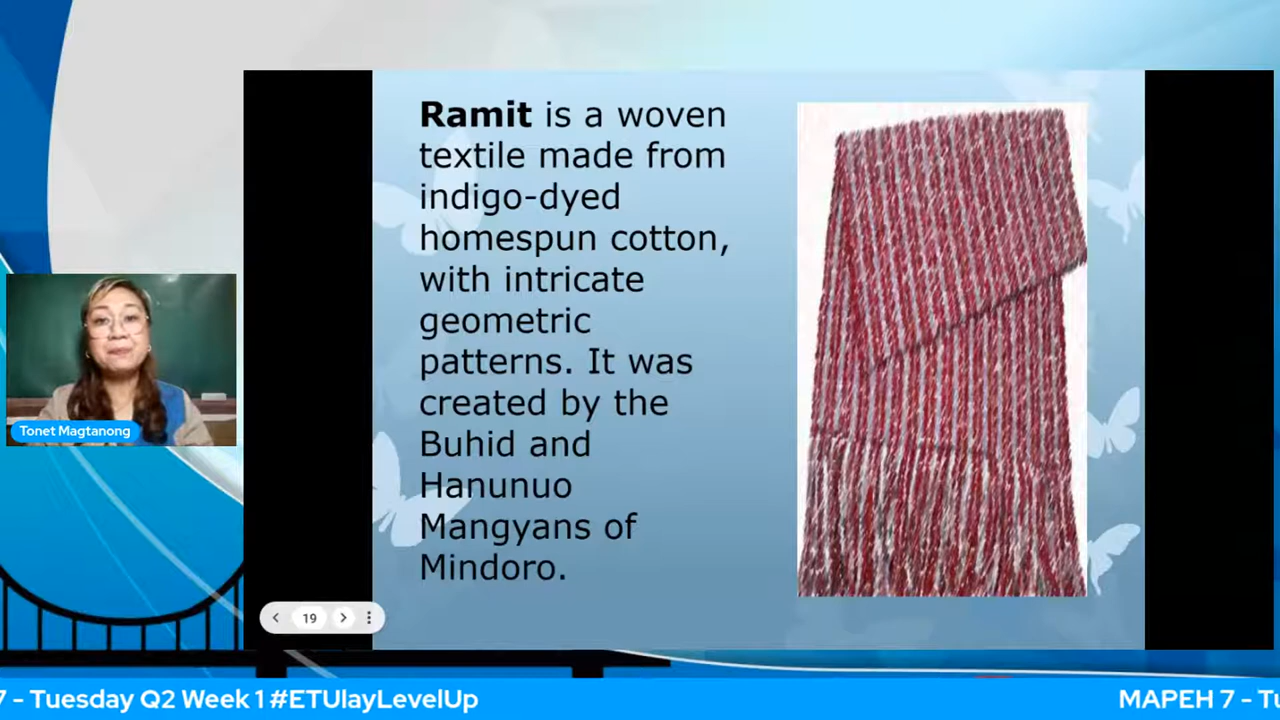 Ramit is a woven
textile made from
indigo-dyed
homespun cotton,
with intricate
geometric
patterns. It was
created by the
Buhid and
Hanunuo
Mangyans of
Mindoro.
Tonet Magtanong
19
7 - Tuesday Q2 Week 1 #ETUlayLevelUp
MAPEH 7 - Tu